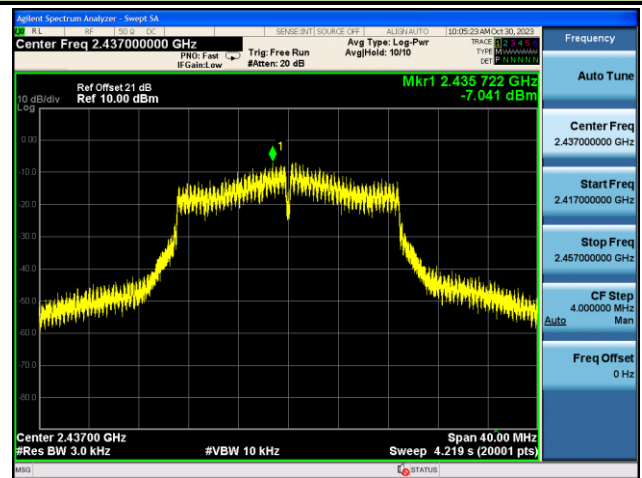 Agilent Spectrum Analyzer - Swept SA
RL RF 50 Ω DC SENSE:INT SOURCE OFF ALIGN AUTO 10:05:23 AM Oct 30, 2023
Center Freq 2.437000000 GHz
PNO: Fast
IFGain:Low
Trig: Free Run
#Atten: 20 dB
Avg Type: Log-Pwr
Avg|Hold: 10/10
TRACE 1 2 3 4 5 6
TYPE MWWWWW
DET P N N N N N
Ref Offset 21 dB
Ref 10.00 dBm
10 dB/div
Log
Mkr1 2.435 722 GHz
-7.041 dBm
0.00
-10.0
-20.0
-30.0
-40.0
-50.0
-60.0
-70.0
-80.0
1
Center 2.43700 GHz
#Res BW 3.0 kHz
#VBW 10 kHz
Span 40.00 MHz
Sweep 4.219 s (20001 pts)
MSG
STATUS
Frequency
Auto Tune
Center Freq
2.437000000 GHz
Start Freq
2.417000000 GHz
Stop Freq
2.457000000 GHz
CF Step
4.000000 MHz
Auto Man
Freq Offset
0 Hz